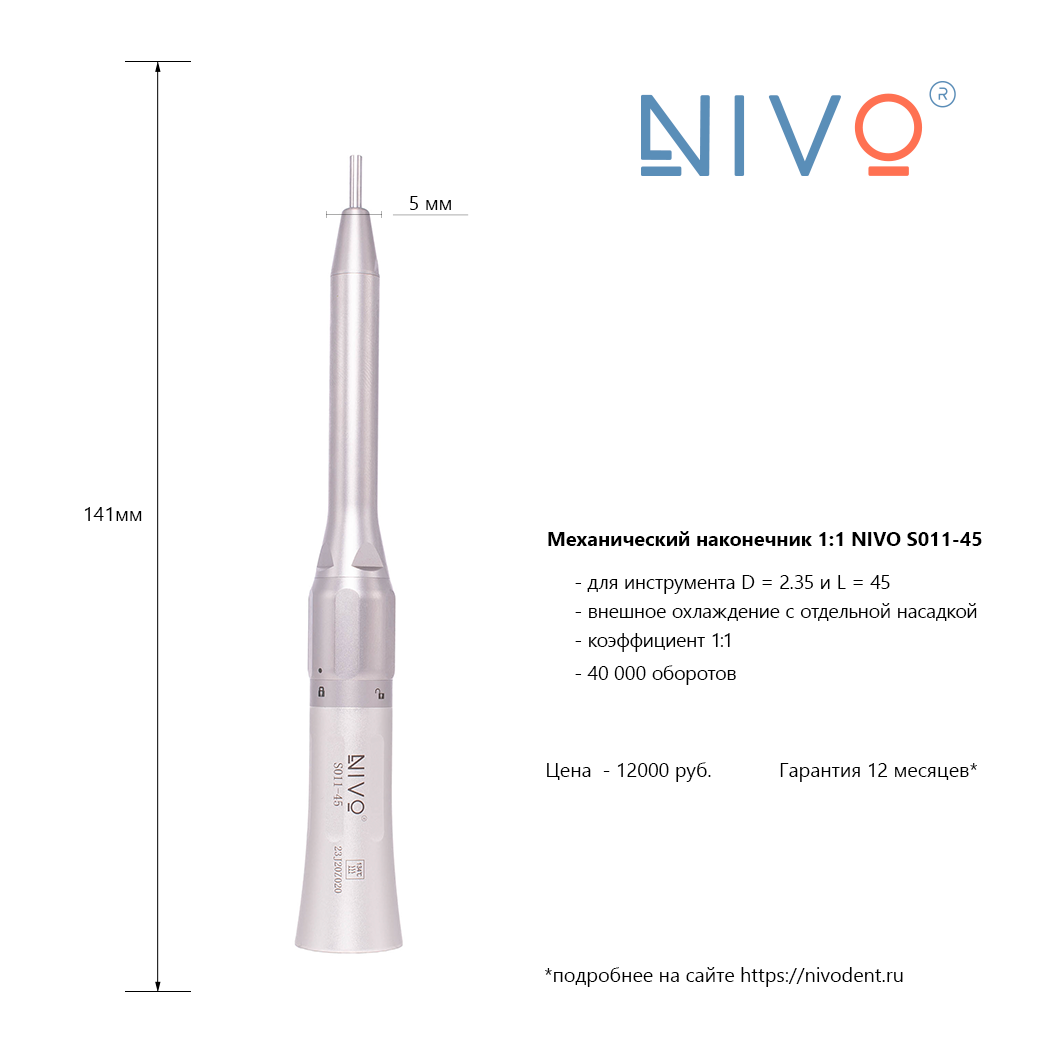 NIVO ®
5 мм
141мм
Механический наконечник 1:1 NIVO S011-45
- для инструмента D = 2.35 и L = 45
- внешное охлаждение с отдельной насадкой
- коэффициент 1:1
- 40 000 оборотов
NIVO ®
S011-45
134℃
23J20Z020
Цена - 12000 руб.
Гарантия 12 месяцев*
*подробнее на сайте https://nivodent.ru